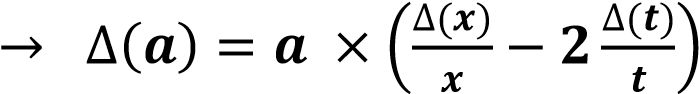 → Δ(a) = a × (Δ(x)/x − 2 Δ(t)/t)